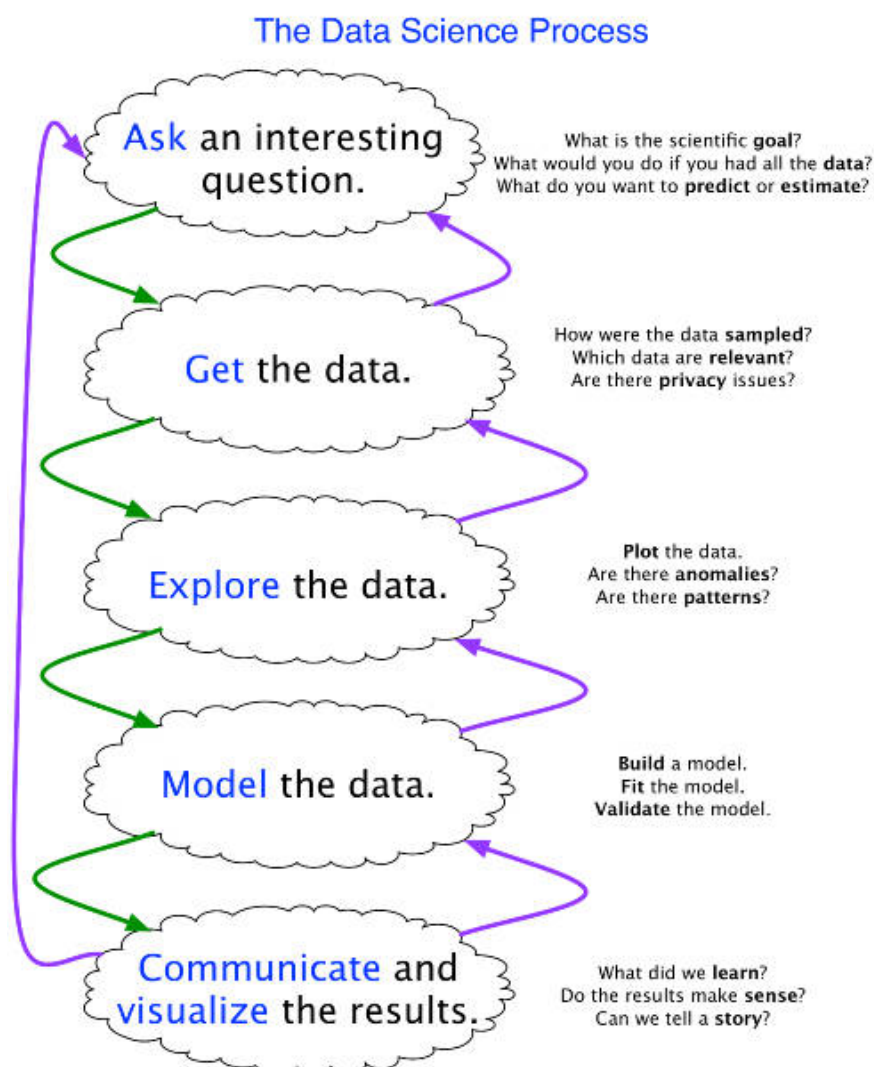 The Data Science Process
Ask an interesting
question.
What is the scientific goal?
What would you do if you had all the data?
What do you want to predict or estimate?
Get the data.
How were the data sampled?
Which data are relevant?
Are there privacy issues?
Explore the data.
Plot the data.
Are there anomalies?
Are there patterns?
Model the data.
Build a model.
Fit the model.
Validate the model.
Communicate and
visualize the results.
What did we learn?
Do the results make sense?
Can we tell a story?